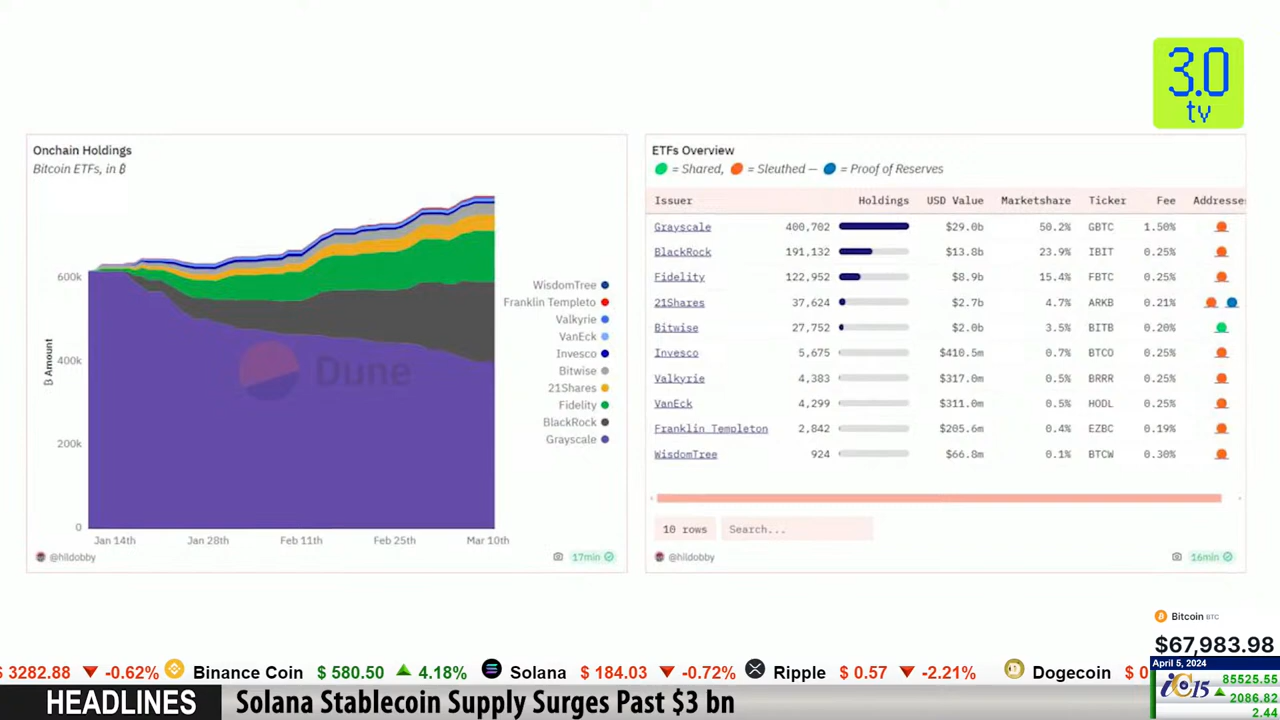 3.0
tv
Onchain Holdings
Bitcoin ETFs, in ₿
600k
400k
200k
0
₿ Amount
Jan 14th Jan 28th Feb 11th Feb 25th Mar 10th
WisdomTree
Franklin Templeto
Valkyrie
VanEck
Invesco
Bitwise
21Shares
Fidelity
BlackRock
Grayscale
Dune
@hildobby 17min
ETFs Overview
= Shared, = Sleuthed — = Proof of Reserves
Issuer Holdings USD Value Marketshare Ticker Fee Addresse
Grayscale 400,702 $29.0b 50.2% GBTC 1.50%
BlackRock 191,132 $13.8b 23.9% IBIT 0.25%
Fidelity 122,952 $8.9b 15.4% FBTC 0.25%
21Shares 37,624 $2.7b 4.7% ARKB 0.21%
Bitwise 27,752 $2.0b 3.5% BITB 0.20%
Invesco 5,675 $410.5m 0.7% BTCO 0.25%
Valkyrie 4,383 $317.0m 0.5% BRRR 0.25%
VanEck 4,299 $311.0m 0.5% HODL 0.25%
Franklin Templeton 2,842 $205.6m 0.4% EZBC 0.19%
WisdomTree 924 $66.8m 0.1% BTCW 0.30%
10 rows Search...
@hildobby 16min
Bitcoin BTC
$67,983.98
$ 3282.88 -0.62% Binance Coin $ 580.50 4.18% Solana $ 184.03 -0.72% Ripple $ 0.57 -2.21% Dogecoin $ 0
April 5, 2024
IC15 85525.55
2086.82
2.44
HEADLINES Solana Stablecoin Supply Surges Past $3 bn